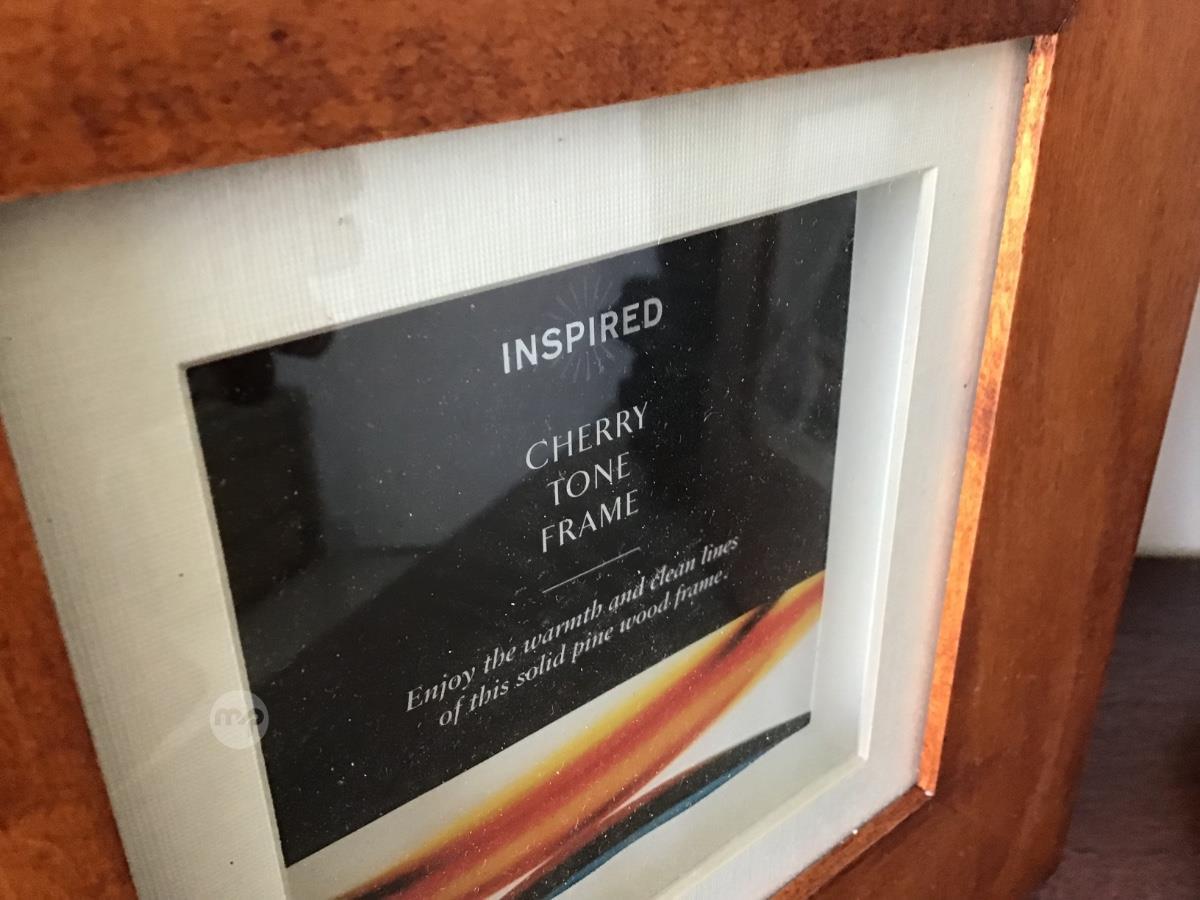 INSPIRED
CHERRY
TONE
FRAME
Enjoy the warmth and clean lines
of this solid pine wood frame.